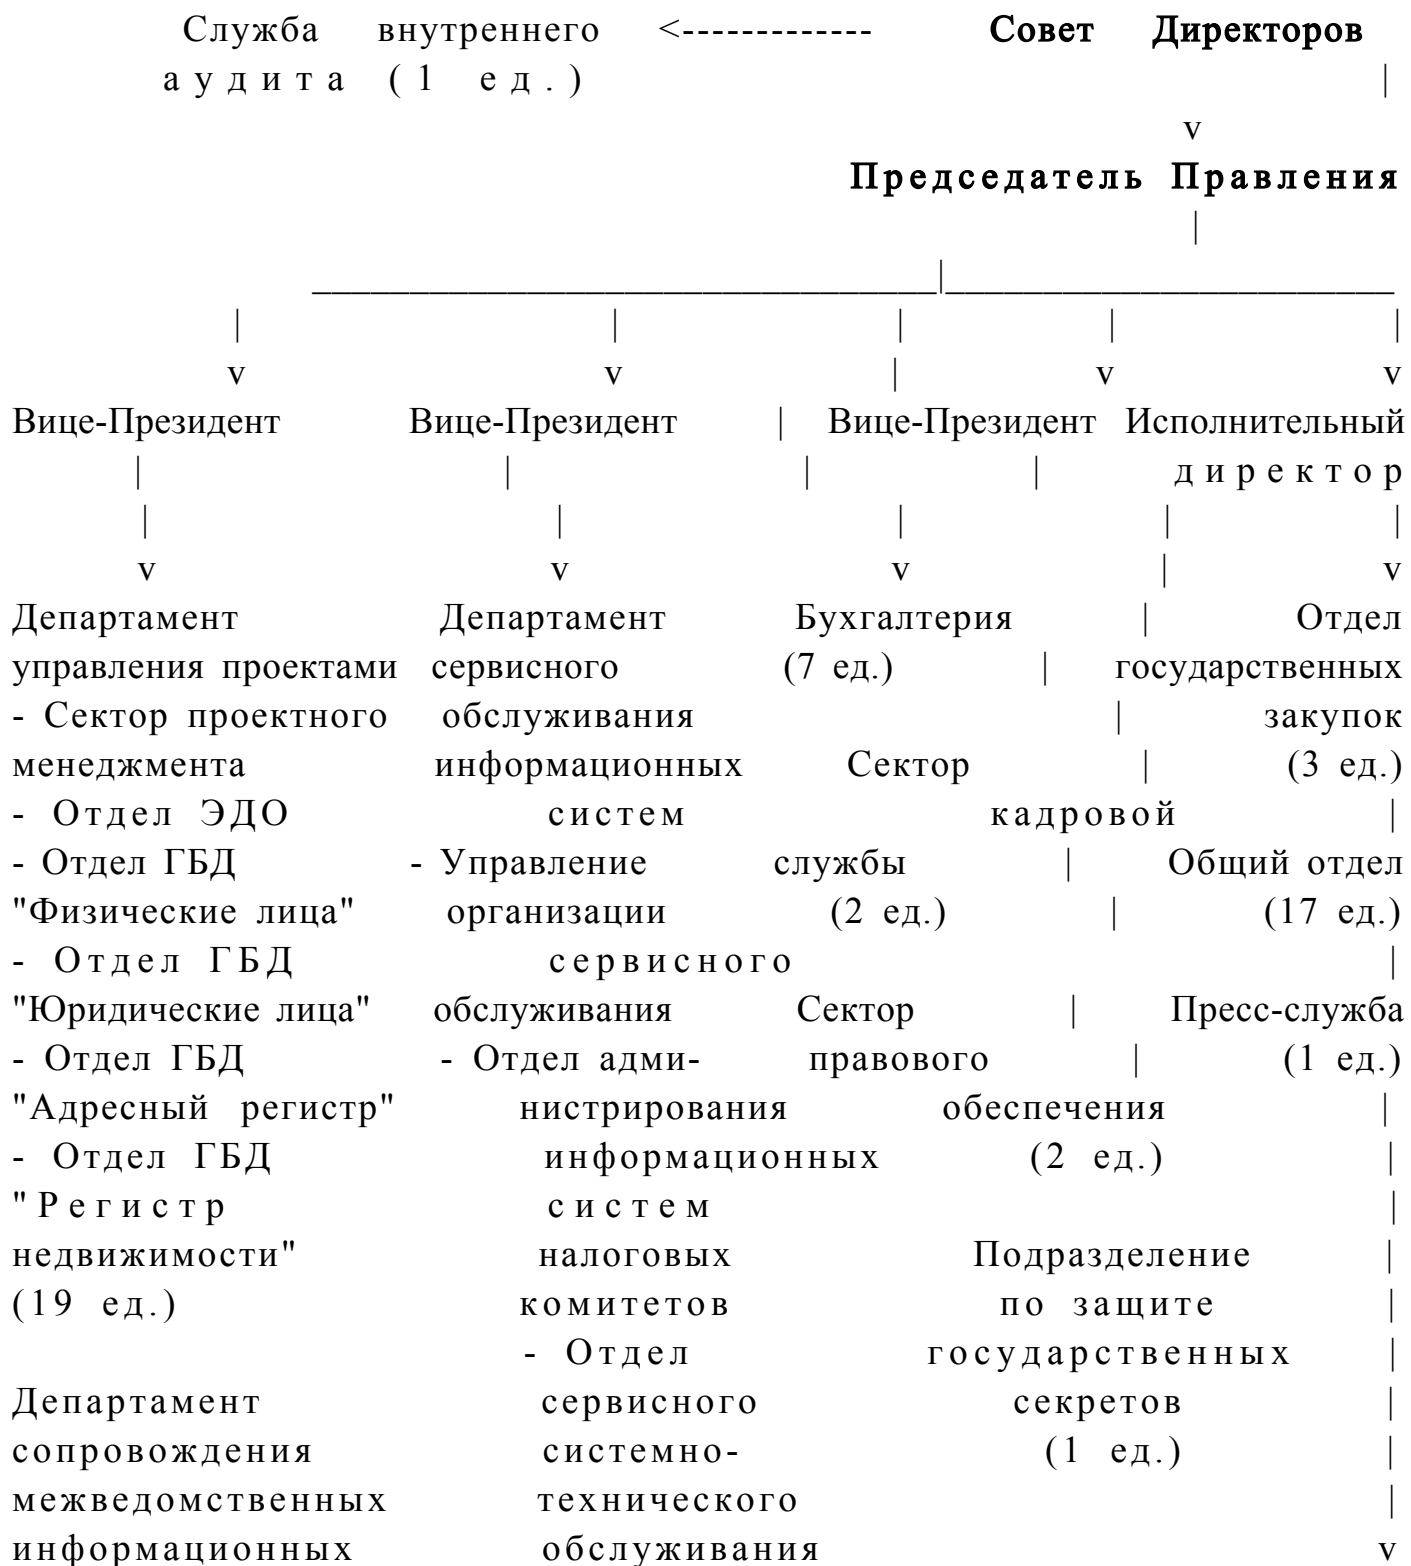 Служба внутреннего <------------- Совет Директоров
аудита (1 ед.) |
v
Председатель Правления
|
________________________________|_______________________
| | | | |
v v | v v
Вице-Президент Вице-Президент | Вице-Президент Исполнительный
| | | | директор
| | | | |
v v v | v
Департамент Департамент Бухгалтерия | Отдел
управления проектами сервисного (7 ед.) | государственных
- Сектор проектного обслуживания | закупок
менеджмента информационных Сектор | (3 ед.)
- Отдел ЭДО систем кадровой |
- Отдел ГБД - Управление службы | Общий отдел
"Физические лица" организации (2 ед.) | (17 ед.)
- Отдел ГБД сервисного |
"Юридические лица" обслуживания Сектор | Пресс-служба
- Отдел ГБД - Отдел адми- правового | (1 ед.)
"Адресный регистр" нистрирования обеспечения |
- Отдел ГБД информационных (2 ед.) |
"Регистр систем |
недвижимости" налоговых Подразделение |
(19 ед.) комитетов по защите |
- Отдел государственных |
Департамент сервисного секретов |
сопровождения системно- (1 ед.) |
межведомственных технического |
информационных обслуживания v